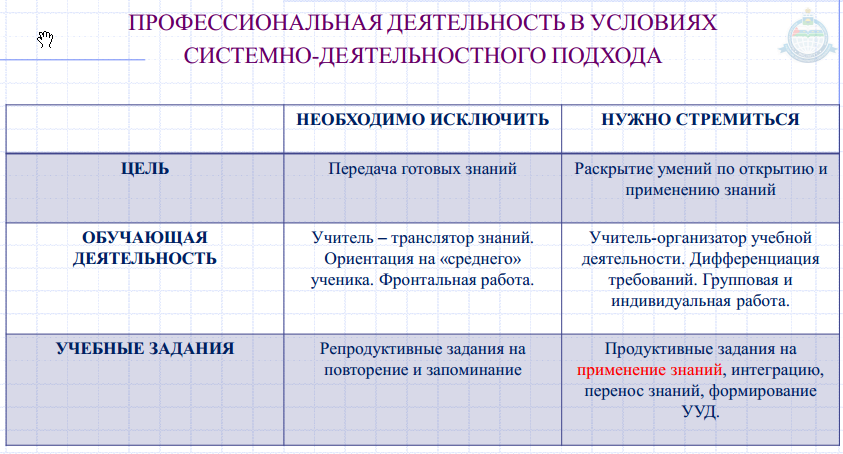 ПРОФЕССИОНАЛЬНАЯ ДЕЯТЕЛЬНОСТЬ В УСЛОВИЯХ
СИСТЕМНО-ДЕЯТЕЛЬНОСТНОГО ПОДХОДА
НЕОБХОДИМО ИСКЛЮЧИТЬ
НУЖНО СТРЕМИТЬСЯ
ЦЕЛЬ
Передача готовых знаний
Раскрытие умений по открытию и
применению знаний
ОБУЧАЮЩАЯ
ДЕЯТЕЛЬНОСТЬ
Учитель – транслятор знаний.
Ориентация на «среднего»
ученика. Фронтальная работа.
Учитель-организатор учебной
деятельности. Дифференциация
требований. Групповая и
индивидуальная работа.
УЧЕБНЫЕ ЗАДАНИЯ
Репродуктивные задания на
повторение и запоминание
Продуктивные задания на
применение знаний, интеграцию,
перенос знаний, формирование
УУД.